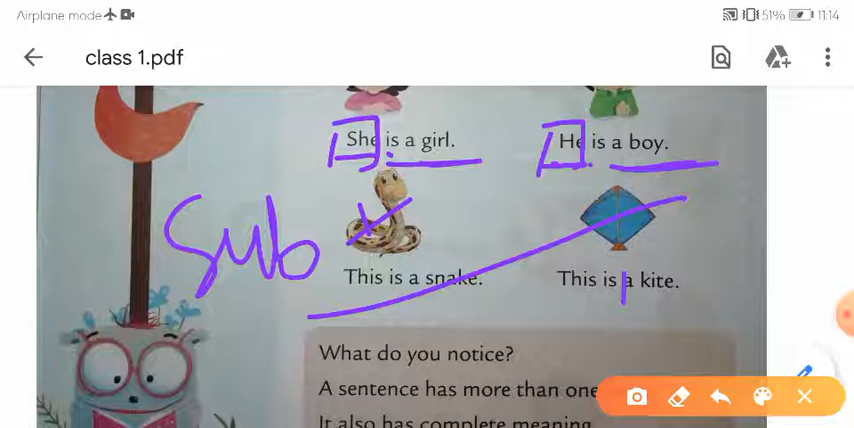 Airplane mode 51% 11:14
class 1.pdf
She is a girl. He is a boy.
Sub
This is a snake. This is a kite.
What do you notice?
A sentence has more than one
It also has complete meaning